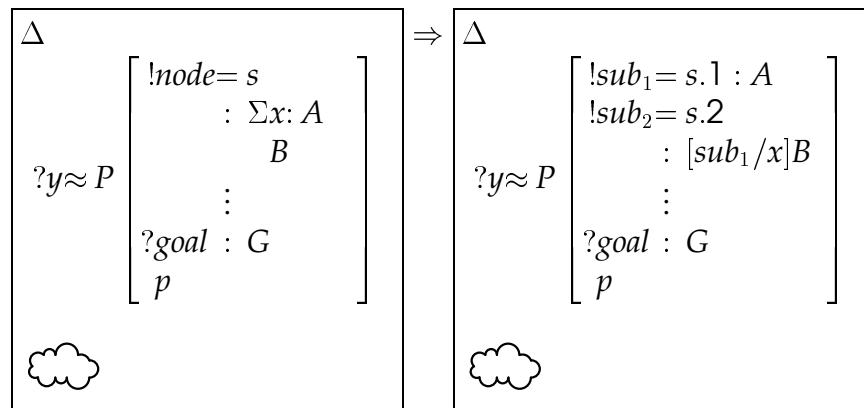 Δ ⇒ Δ
!node= s !sub₁= s.1 : A
: Σx: A !sub₂= s.2
B : [sub₁/x]B
?y≈ P ⋮ ?y≈ P ⋮
?goal : G ?goal : G
p p